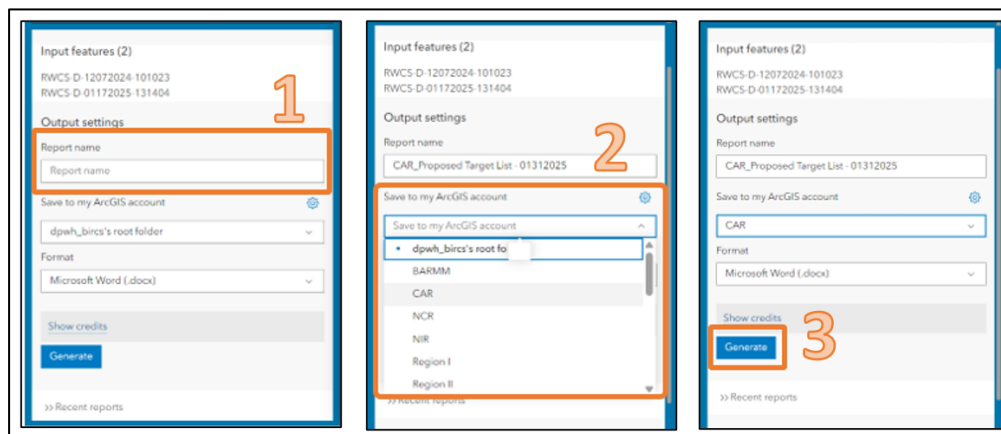 Input features (2)
RWCS-D-12072024-101023
RWCS-D-01172025-131404
Output settings
1
Report name
Report name
Save to my ArcGIS account
dpwh_bircs's root folder
Format
Microsoft Word (.docx)
Show credits
Generate
>> Recent reports
Input features (2)
RWCS-D-12072024-101023
RWCS-D-01172025-131404
Output settings
2
Report name
CAR_Proposed Target List - 01312025
Save to my ArcGIS account
Save to my ArcGIS account
dpwh_bircs's root fo
BARMM
CAR
NCR
NIR
Region I
Region II
>> Recent reports
Input features (2)
RWCS-D-12072024-101023
RWCS-D-01172025-131404
Output settings
Report name
CAR_Proposed Target List - 01312025
Save to my ArcGIS account
CAR
Format
Microsoft Word (.docx)
Show credits
Generate
3
>> Recent reports